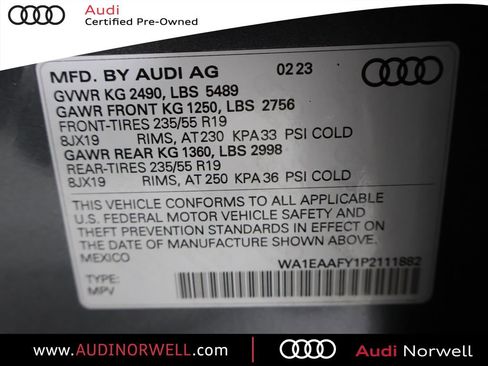 Audi
Certified Pre-Owned
MFD. BY AUDI AG 02 23
GVWR KG 2490, LBS 5489
GAWR FRONT KG 1250, LBS 2756
FRONT-TIRES 235/55 R19
8JX19 RIMS, AT 230 KPA 33 PSI COLD
GAWR REAR KG 1360, LBS 2998
REAR-TIRES 235/55 R19
8JX19 RIMS, AT 250 KPA 36 PSI COLD
THIS VEHICLE CONFORMS TO ALL APPLICABLE
U.S. FEDERAL MOTOR VEHICLE SAFETY AND
THEFT PREVENTION STANDARDS IN EFFECT ON
THE DATE OF MANUFACTURE SHOWN ABOVE
MEXICO
WA1EAAFY1P2111882
TYPE:
MPV
www.AUDINORWELL.com
Audi Norwell